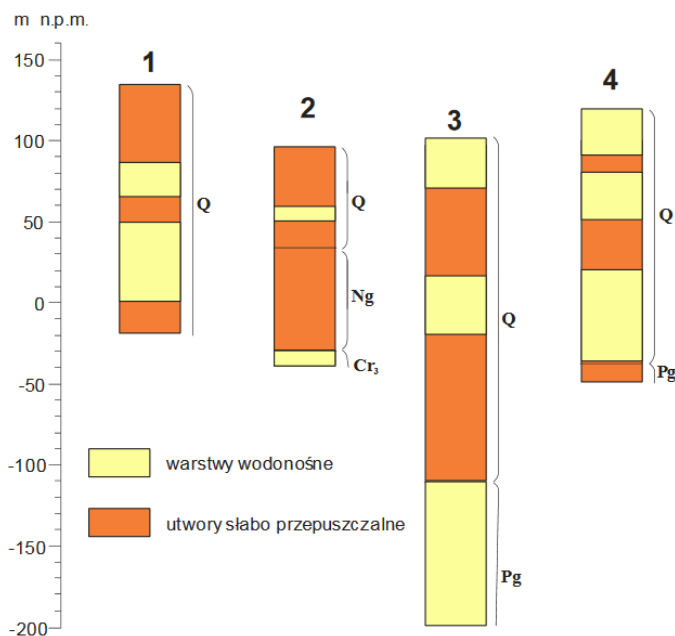 m n.p.m.
150
100
50
0
-50
-100
-150
-200
1
2
3
4
Q
Q
Ng
Cr₃
Q
Pg
Q
Pg
warstwy wodonośne
utwory słabo przepuszczalne